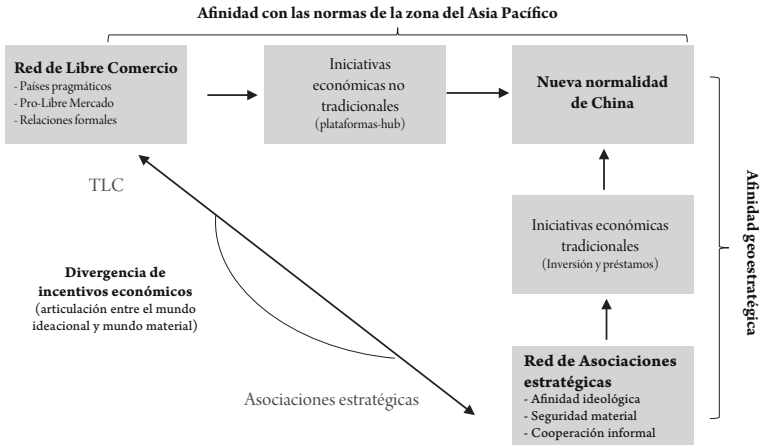 Afinidad con las normas de la zona del Asia Pacífico
Red de Libre Comercio
- Países pragmáticos
- Pro-Libre Mercado
- Relaciones formales
Iniciativas
económicas no
tradicionales
(plataformas-hub)
Nueva normalidad
de China
TLC
Divergencia de
incentivos económicos
(articulación entre el mundo
ideacional y mundo material)
Asociaciones estratégicas
Iniciativas económicas
tradicionales
(Inversión y préstamos)
Red de Asociaciones
estratégicas
- Afinidad ideológica
- Seguridad material
- Cooperación informal
Afinidad geoestratégica